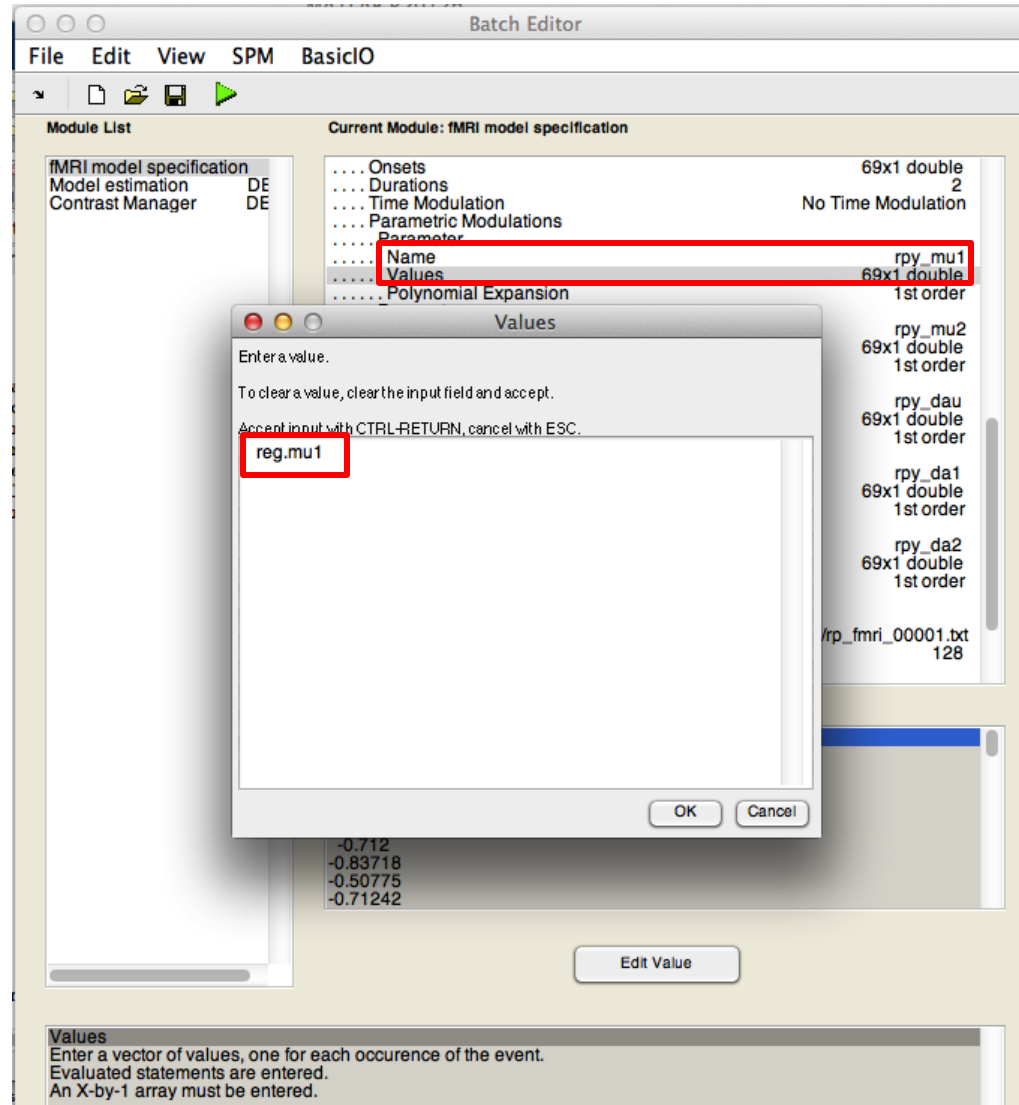 Batch Editor
File Edit View SPM BasicIO
Module List
Current Module: fMRI model specification
fMRI model specification
Model estimation DE
Contrast Manager DE
. . . . Onsets 69x1 double
. . . . Durations 2
. . . . Time Modulation No Time Modulation
. . . . Parametric Modulations
. . . . . Parameter
. . . . . . Name rpy_mu1
. . . . . . Values 69x1 double
. . . . . . Polynomial Expansion 1st order
rpy_mu2
69x1 double
1st order
rpy_dau
69x1 double
1st order
rpy_da1
69x1 double
1st order
rpy_da2
69x1 double
1st order
/rp_fmri_00001.txt
128
Values
Enter a value.
To clear a value, clear the input field and accept.
Accept input with CTRL-RETURN, cancel with ESC.
reg.mu1
OK Cancel
-0.712
-0.83718
-0.50775
-0.71242
Edit Value
Values
Enter a vector of values, one for each occurence of the event.
Evaluated statements are entered.
An X-by-1 array must be entered.